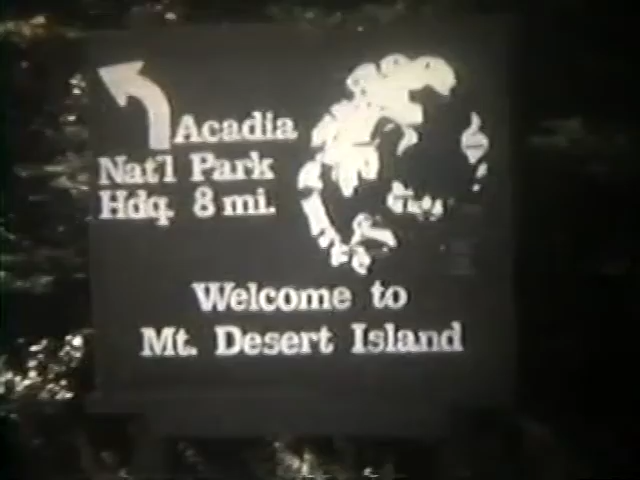 Acadia
Nat'l Park
Hdq. 8 mi.
Welcome to
Mt. Desert Island